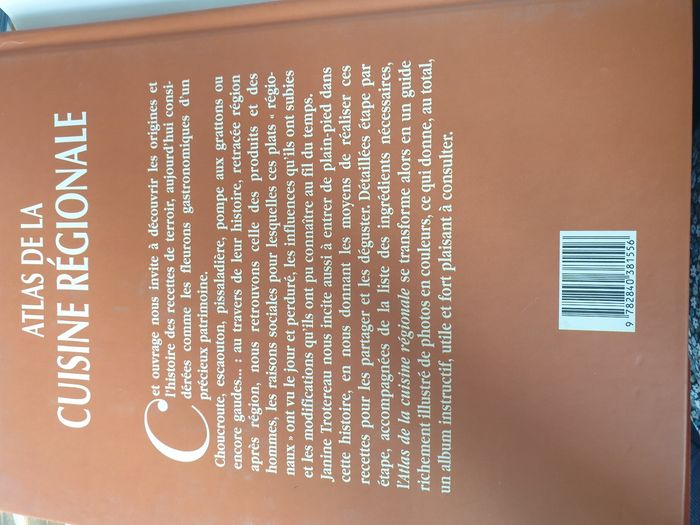 ATLAS DE LA
CUISINE RÉGIONALE
Cet ouvrage nous invite à découvrir les origines et
l'histoire des recettes de terroir, aujourd'hui consi-
dérées comme les fleurons gastronomiques d'un
précieux patrimoine.
Choucroute, escaouton, pissaladière, pompe aux grattons ou
encore gaudes... : au travers de leur histoire, retracée région
après région, nous retrouvons celle des produits et des
hommes, les raisons sociales pour lesquelles ces plats « régio-
naux » ont vu le jour et perduré, les influences qu'ils ont subies
et les modifications qu'ils ont pu connaître au fil du temps.
Janine Trotereau nous incite aussi à entrer de plain-pied dans
cette histoire, en nous donnant les moyens de réaliser ces
recettes pour les partager et les déguster. Détaillées étape par
étape, accompagnées de la liste des ingrédients nécessaires,
l'Atlas de la cuisine régionale se transforme alors en un guide
richement illustré de photos en couleurs, ce qui donne, au total,
un album instructif, utile et fort plaisant à consulter.
9 782840 381556